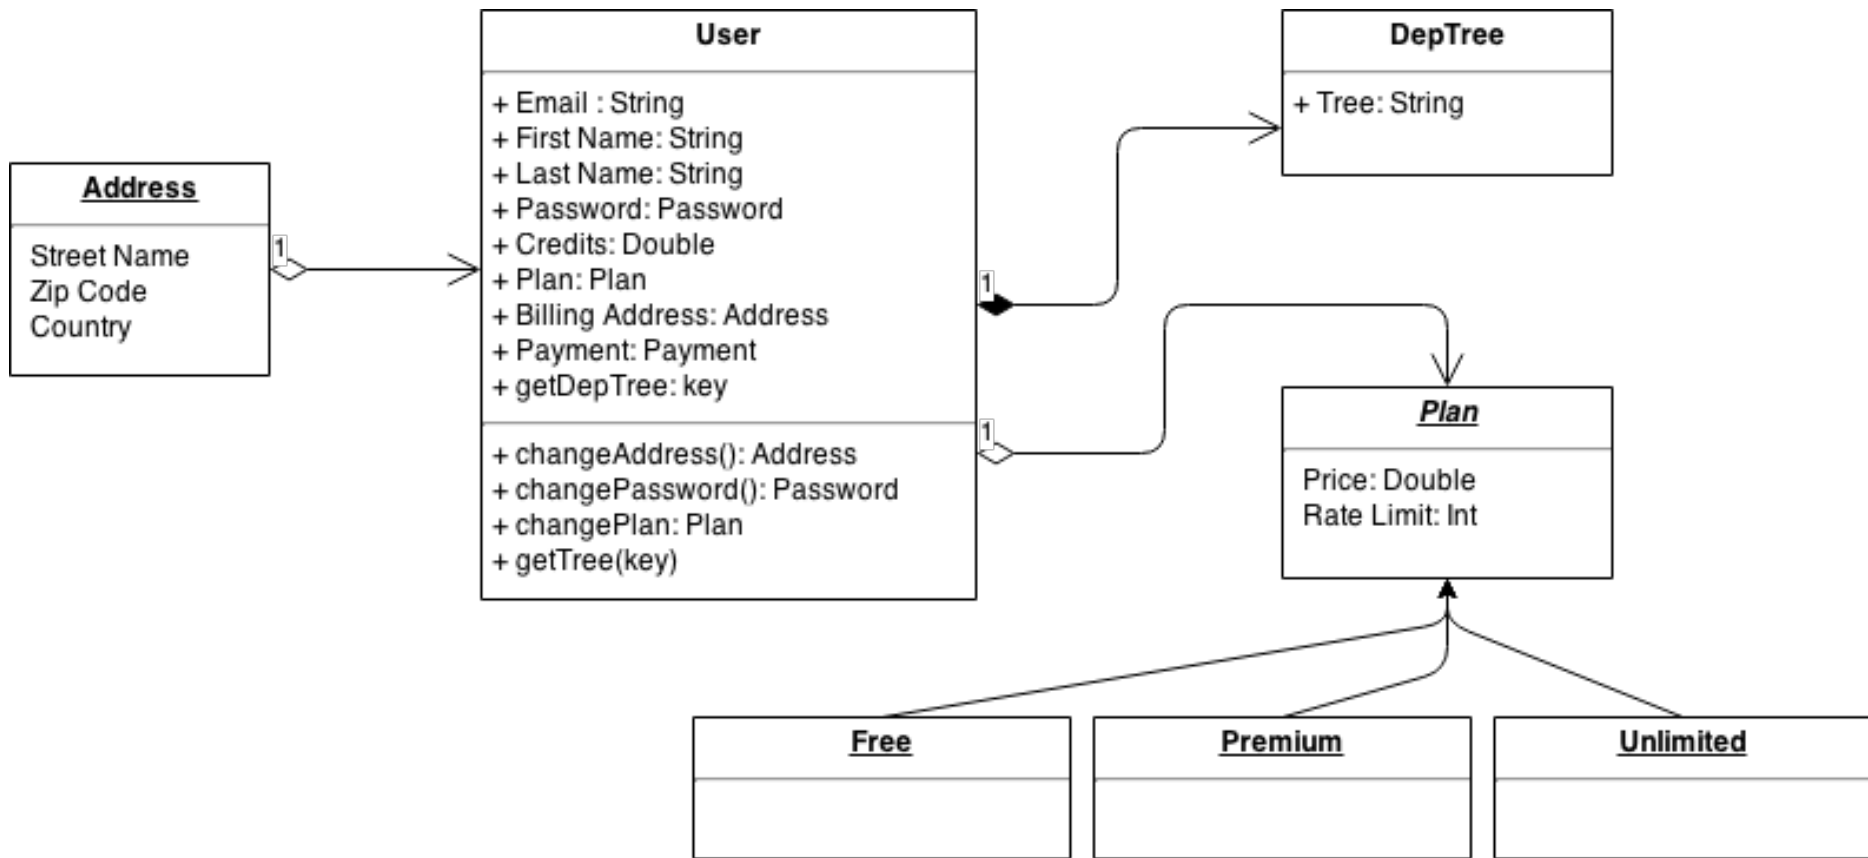 Address
Street Name
Zip Code
Country
1
User
+ Email : String
+ First Name: String
+ Last Name: String
+ Password: Password
+ Credits: Double
+ Plan: Plan
+ Billing Address: Address
+ Payment: Payment
+ getDepTree: key
+ changeAddress(): Address
+ changePassword(): Password
+ changePlan: Plan
+ getTree(key)
1
1
DepTree
+ Tree: String
Plan
Price: Double
Rate Limit: Int
Free
Premium
Unlimited